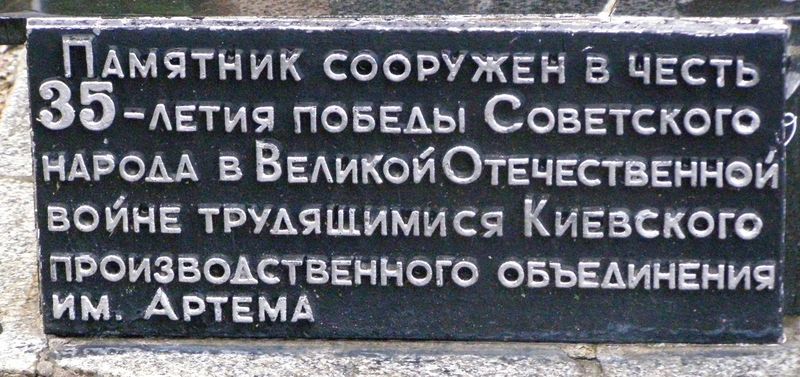 Памятник сооружен в честь
35-летия победы Советского
народа в Великой Отечественной
войне трудящимися Киевского
производственного объединения
им. Артема